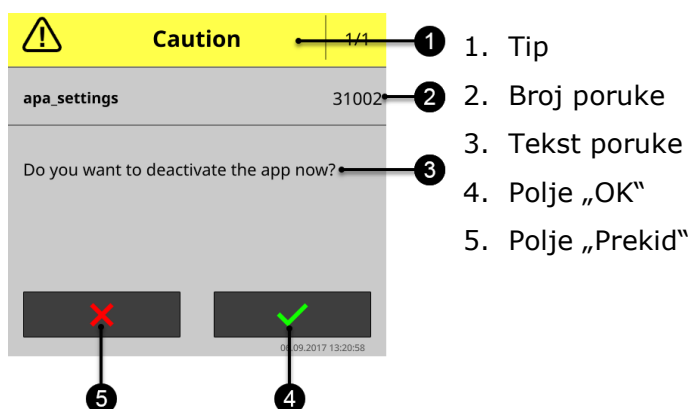 Caution 1/1
apa_settings 31002
Do you want to deactivate the app now?
06.09.2017 13:20:58
1
2
3
5
4
1. Tip
2. Broj poruke
3. Tekst poruke
4. Polje „OK“
5. Polje „Prekid“